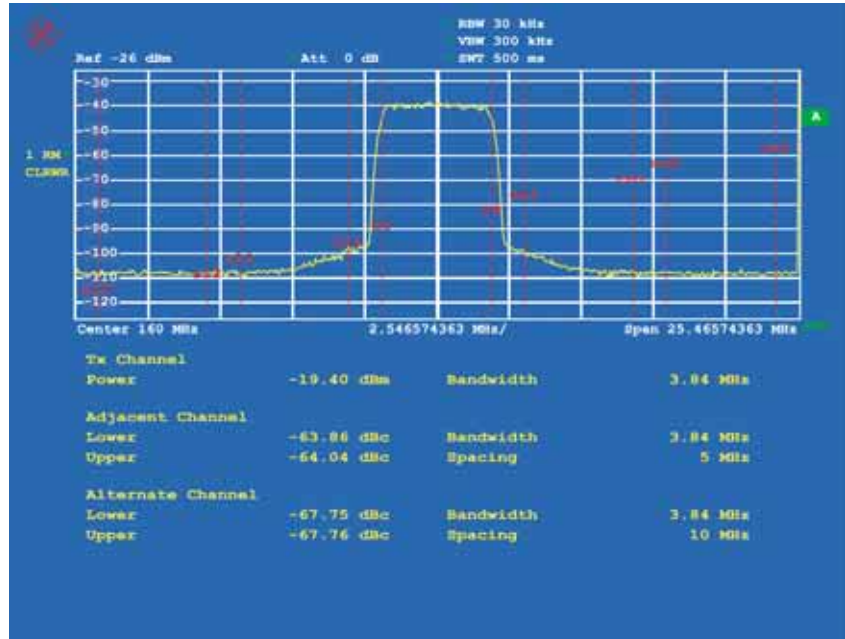 RBW 30 kHz
VBW 300 kHz
Ref -26 dBm Att 0 dB SWT 500 ms
-30
-40
-50
A
1 RM
-60
CLRWR
-70
-80
-90
-100
-110
-120
Center 160 MHz 2.546574363 MHz/ Span 25.46574363 MHz
Tx Channel
Power -19.40 dBm Bandwidth 3.84 MHz
Adjacent Channel
Lower -63.86 dBc Bandwidth 3.84 MHz
Upper -64.04 dBc Spacing 5 MHz
Alternate Channel
Lower -67.75 dBc Bandwidth 3.84 MHz
Upper -67.76 dBc Spacing 10 MHz